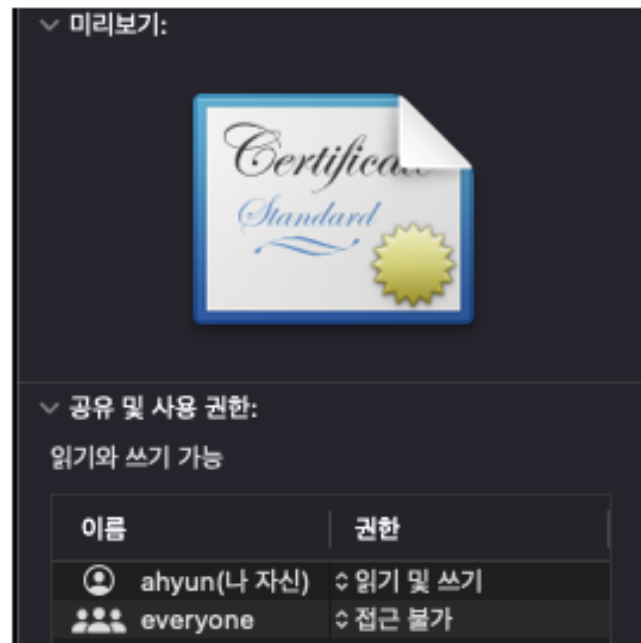 미리보기:
Certificate
Standard
공유 및 사용 권한:
읽기와 쓰기 가능
이름 권한
ahyun(나 자신) 읽기 및 쓰기
everyone 접근 불가